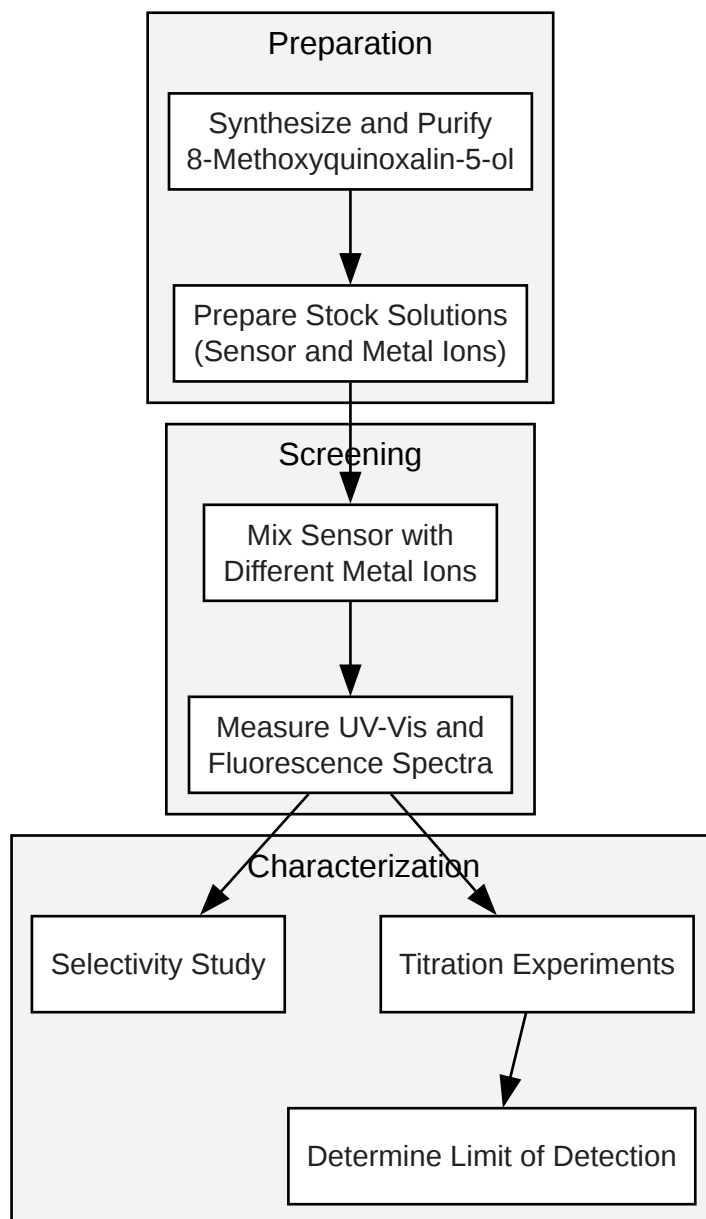 Preparation
Synthesize and Purify
8-Methoxyquinoxalin-5-ol
Prepare Stock Solutions
(Sensor and Metal Ions)
Screening
Mix Sensor with
Different Metal Ions
Measure UV-Vis and
Fluorescence Spectra
Characterization
Selectivity Study
Titration Experiments
Determine Limit of Detection